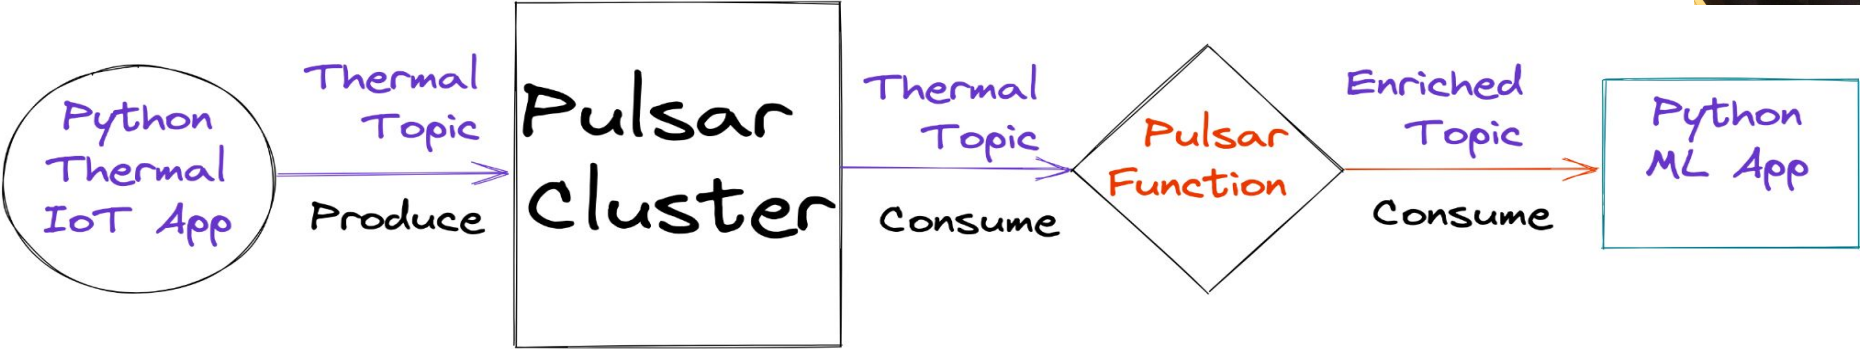 Python
Thermal
IoT App
Thermal
Topic
Produce
Pulsar
Cluster
Thermal
Topic
Consume
Pulsar
Function
Enriched
Topic
Consume
Python
ML App